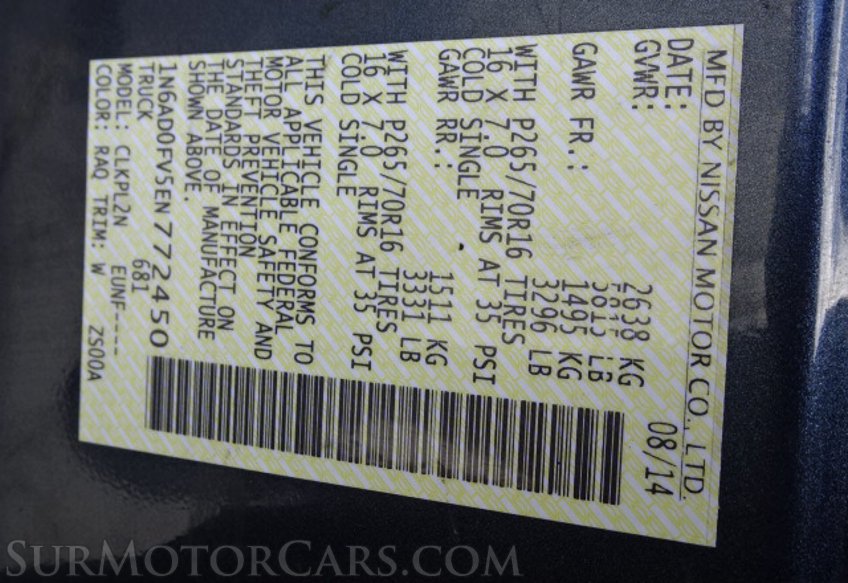 MFD BY NISSAN MOTOR CO., LTD.
DATE: 08/14
GVWR: 2638 KG
5815 LB
GAWR FR.: 1495 KG
3296 LB
WITH P265/70R16 TIRES
16 X 7.0 RIMS AT 35 PSI
COLD SINGLE
GAWR RR.: 1511 KG
3331 LB
WITH P265/70R16 TIRES
16 X 7.0 RIMS AT 35 PSI
COLD SINGLE
THIS VEHICLE CONFORMS TO
ALL APPLICABLE FEDERAL
MOTOR VEHICLE SAFETY AND
THEFT PREVENTION
STANDARDS IN EFFECT ON
THE DATE OF MANUFACTURE
SHOWN ABOVE.
1N6AD0FV5EN772450
TRUCK 681
MODEL: CLKPLZN EUNF----
COLOR: RAQ TRIM: W ZS00A
SURMOTORCARS.COM